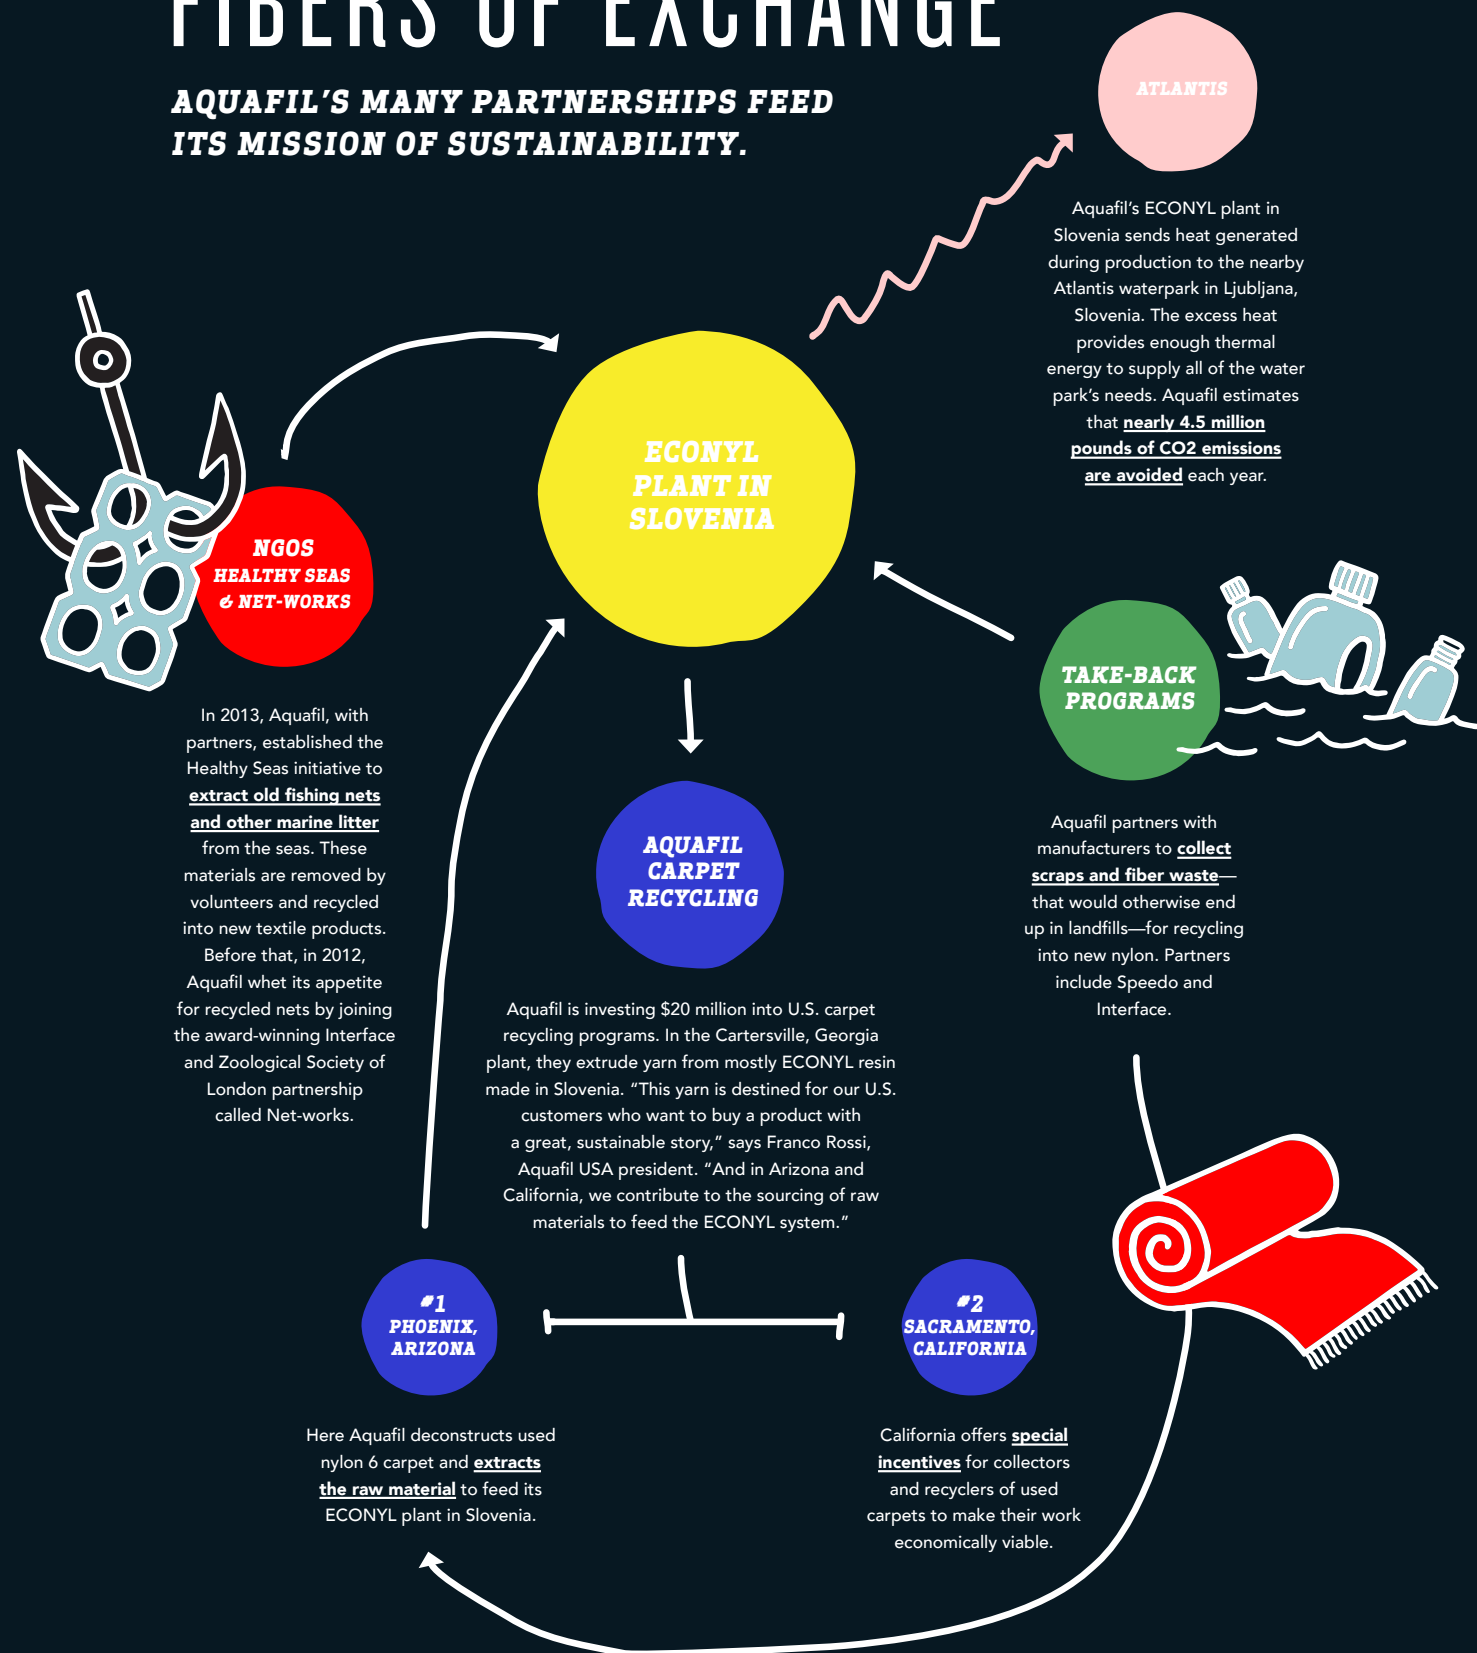 FIBERS OF EXCHANGE
AQUAFIL'S MANY PARTNERSHIPS FEED
ITS MISSION OF SUSTAINABILITY.
ATLANTIS
Aquafil's ECONYL plant in
Slovenia sends heat generated
during production to the nearby
Atlantis waterpark in Ljubljana,
Slovenia. The excess heat
provides enough thermal
energy to supply all of the water
park's needs. Aquafil estimates
that nearly 4.5 million
pounds of CO2 emissions
are avoided each year.
ECONYL
PLANT IN
SLOVENIA
NGOS
HEALTHY SEAS
& NET-WORKS
In 2013, Aquafil, with
partners, established the
Healthy Seas initiative to
extract old fishing nets
and other marine litter
from the seas. These
materials are removed by
volunteers and recycled
into new textile products.
Before that, in 2012,
Aquafil whet its appetite
for recycled nets by joining
the award-winning Interface
and Zoological Society of
London partnership
called Net-works.
TAKE-BACK
PROGRAMS
Aquafil partners with
manufacturers to collect
scraps and fiber waste—
that would otherwise end
up in landfills—for recycling
into new nylon. Partners
include Speedo and
Interface.
AQUAFIL
CARPET
RECYCLING
Aquafil is investing $20 million into U.S. carpet
recycling programs. In the Cartersville, Georgia
plant, they extrude yarn from mostly ECONYL resin
made in Slovenia. “This yarn is destined for our U.S.
customers who want to buy a product with
a great, sustainable story,“ says Franco Rossi,
Aquafil USA president. “And in Arizona and
California, we contribute to the sourcing of raw
materials to feed the ECONYL system.”
#1
PHOENIX,
ARIZONA
Here Aquafil deconstructs used
nylon 6 carpet and extracts
the raw material to feed its
ECONYL plant in Slovenia.
#2
SACRAMENTO,
CALIFORNIA
California offers special
incentives for collectors
and recyclers of used
carpets to make their work
economically viable.